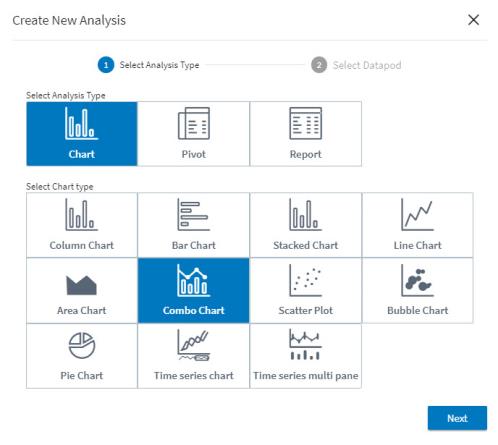 Create New Analysis
1 Select Analysis Type 2 Select Datapod
Select Analysis Type
Chart Pivot Report
Select Chart type
Column Chart Bar Chart Stacked Chart Line Chart
Area Chart Combo Chart Scatter Plot Bubble Chart
Pie Chart Time series chart Time series multi pane
Next